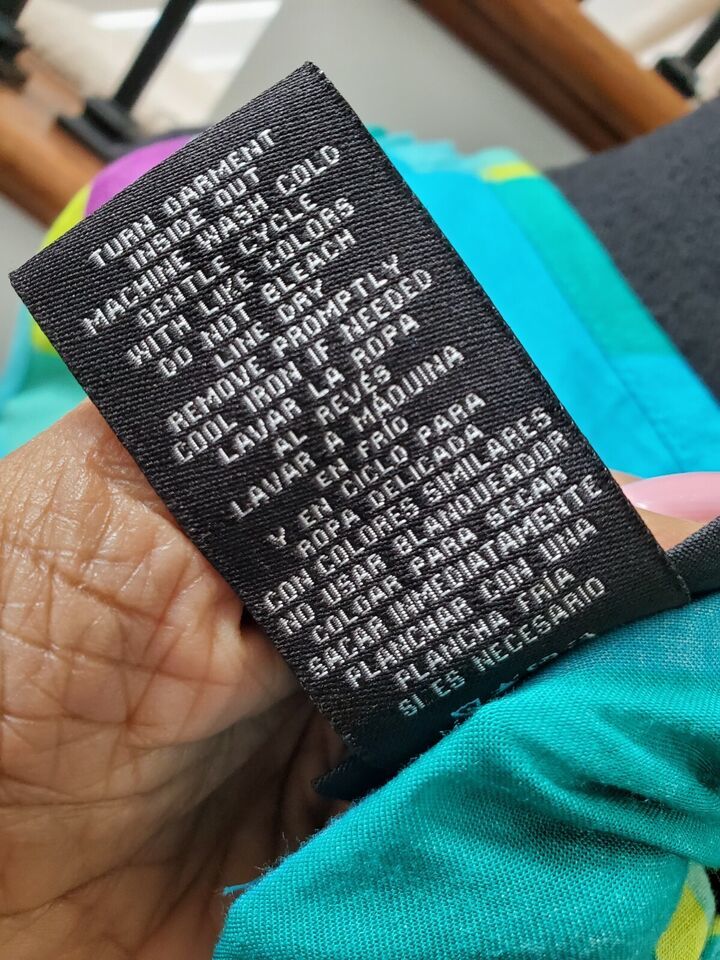 TURN GARMENT
INSIDE OUT
MACHINE WASH COLD
GENTLE CYCLE
WITH LIKE COLORS
DO NOT BLEACH
LINE DRY
REMOVE PROMPTLY
COOL IRON IF NEEDED
LAVAR LA ROPA
AL REVÉS
LAVAR A MÁQUINA
EN FRÍO
Y EN CICLO PARA
ROPA DELICADA
CON COLORES SIMILARES
NO USAR BLANQUEADOR
COLGAR PARA SECAR
SACAR INMEDIATAMENTE
PLANCHAR CON UNA
PLANCHA FRÍA
SI ES NECESARIO